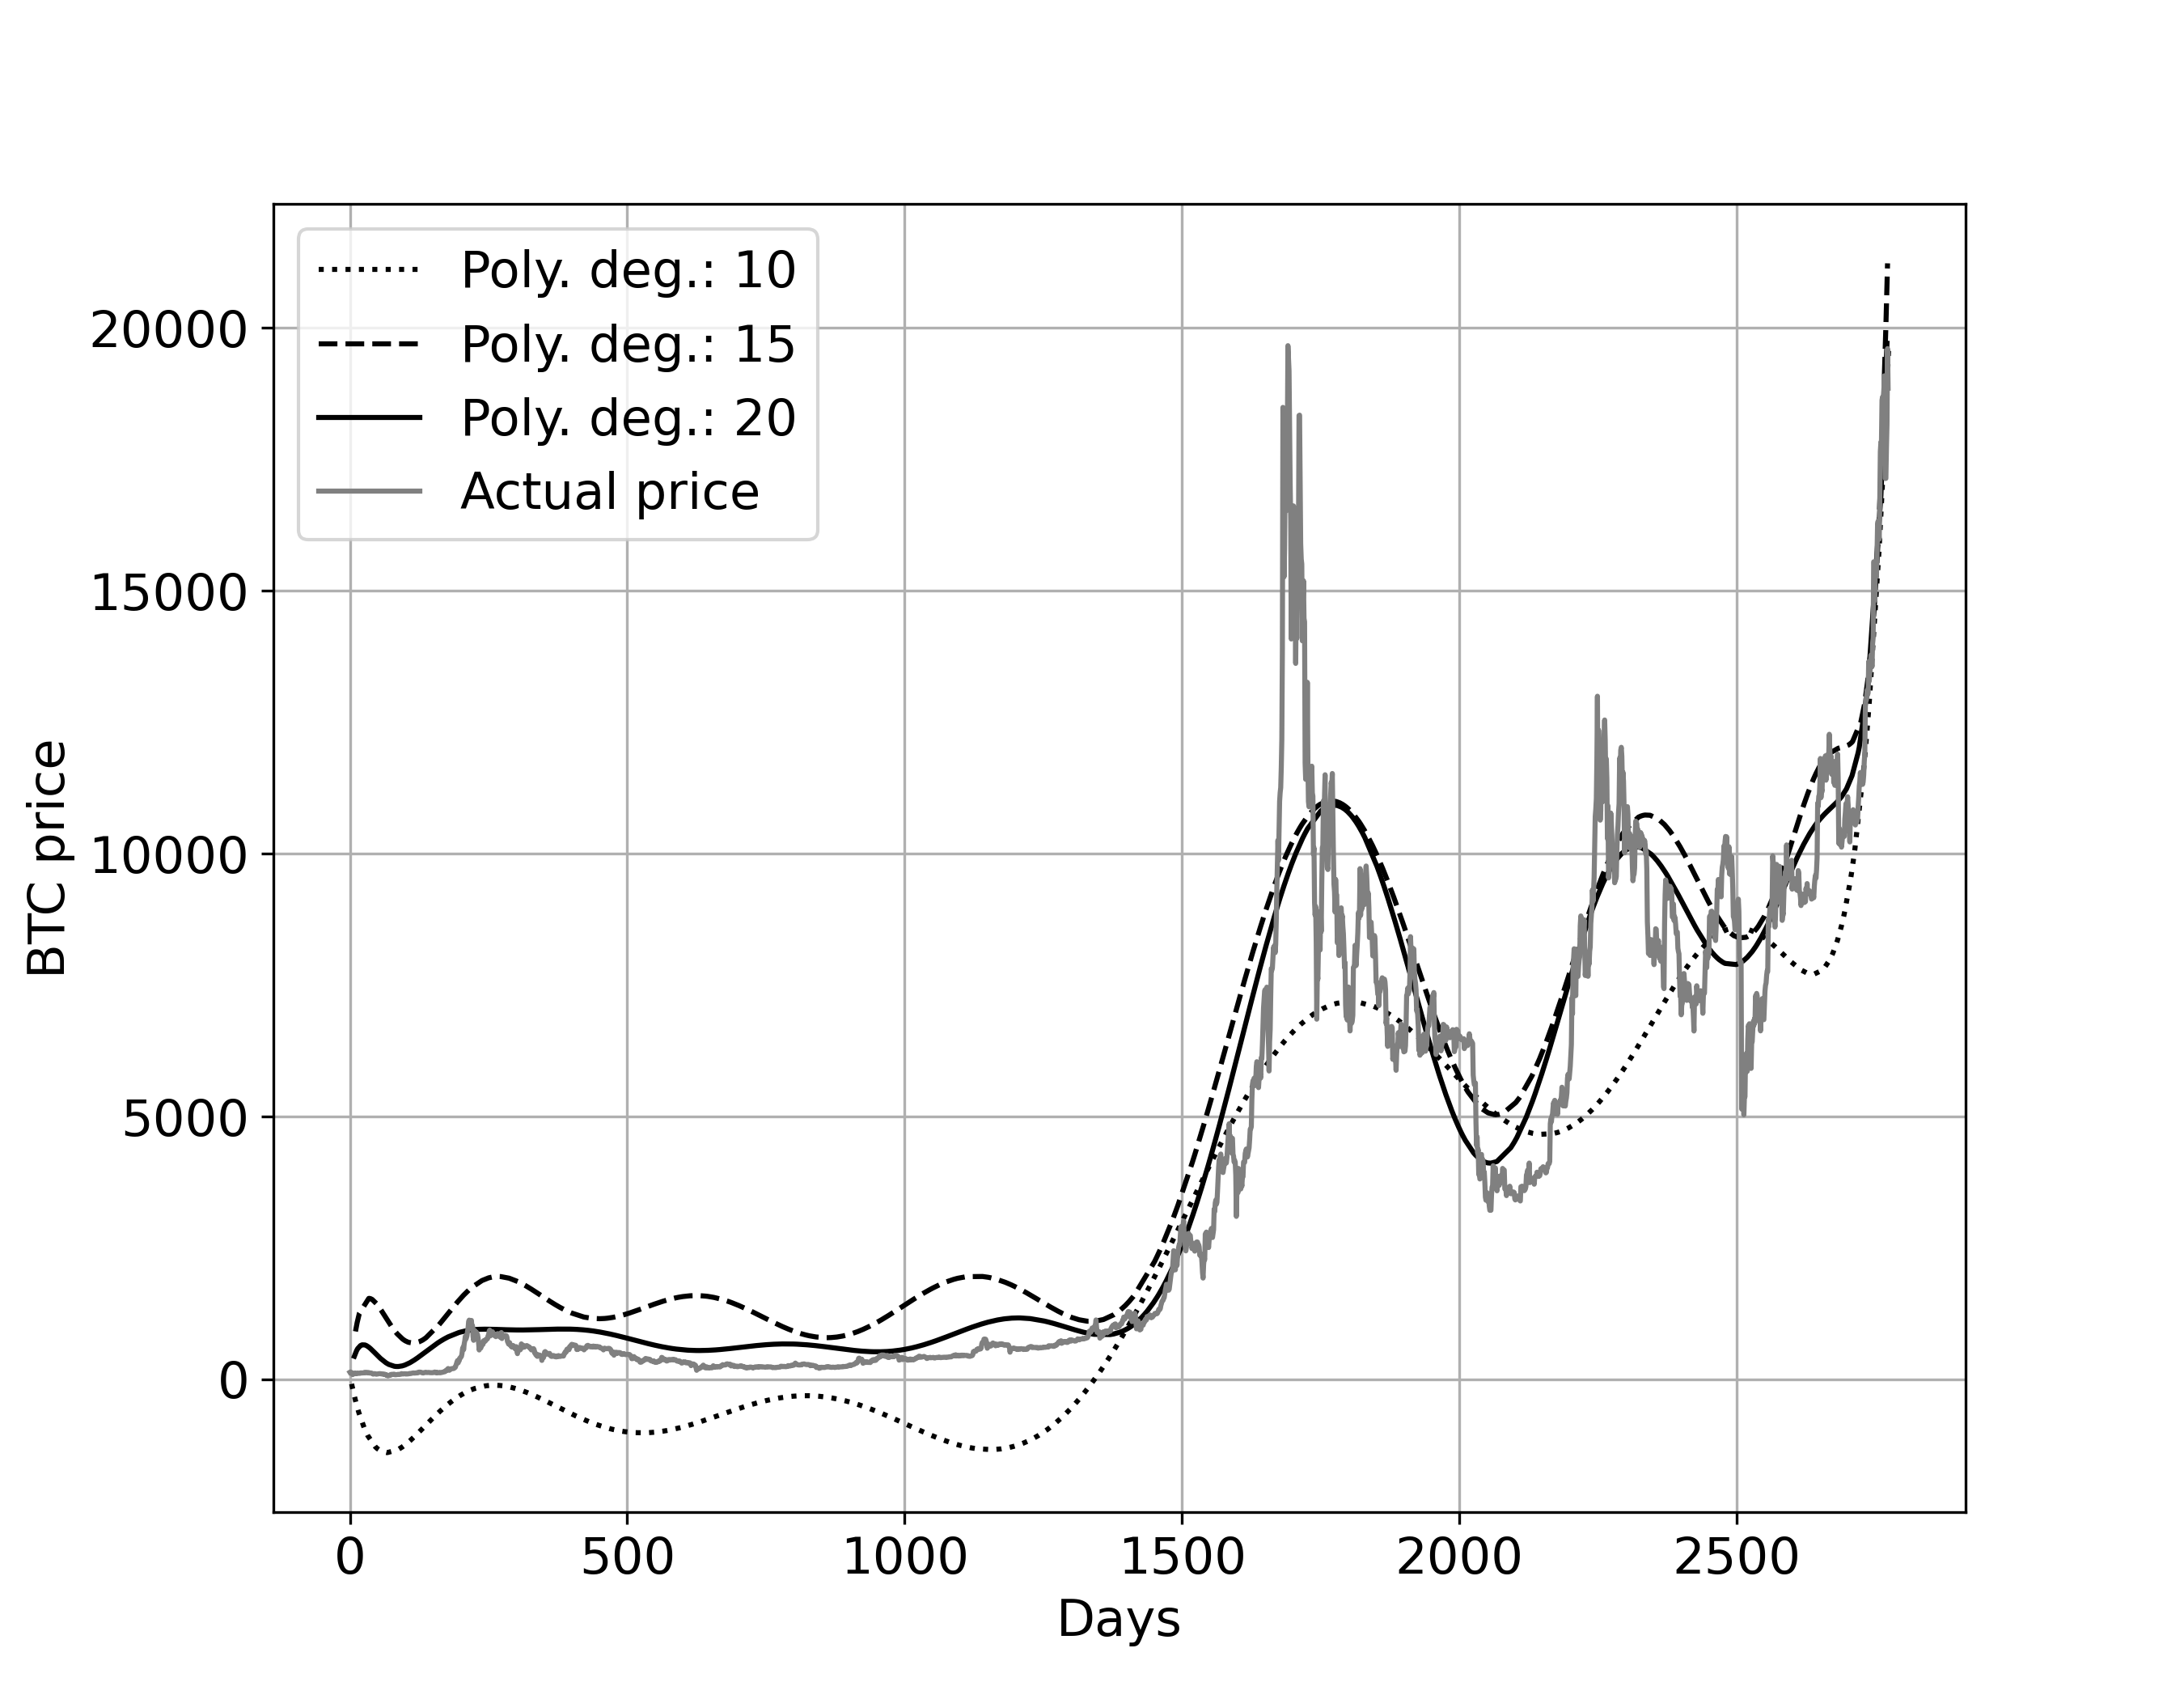 Poly. deg.: 10
Poly. deg.: 15
Poly. deg.: 20
Actual price
20000
15000
10000
5000
0
BTC price
0 500 1000 1500 2000 2500
Days